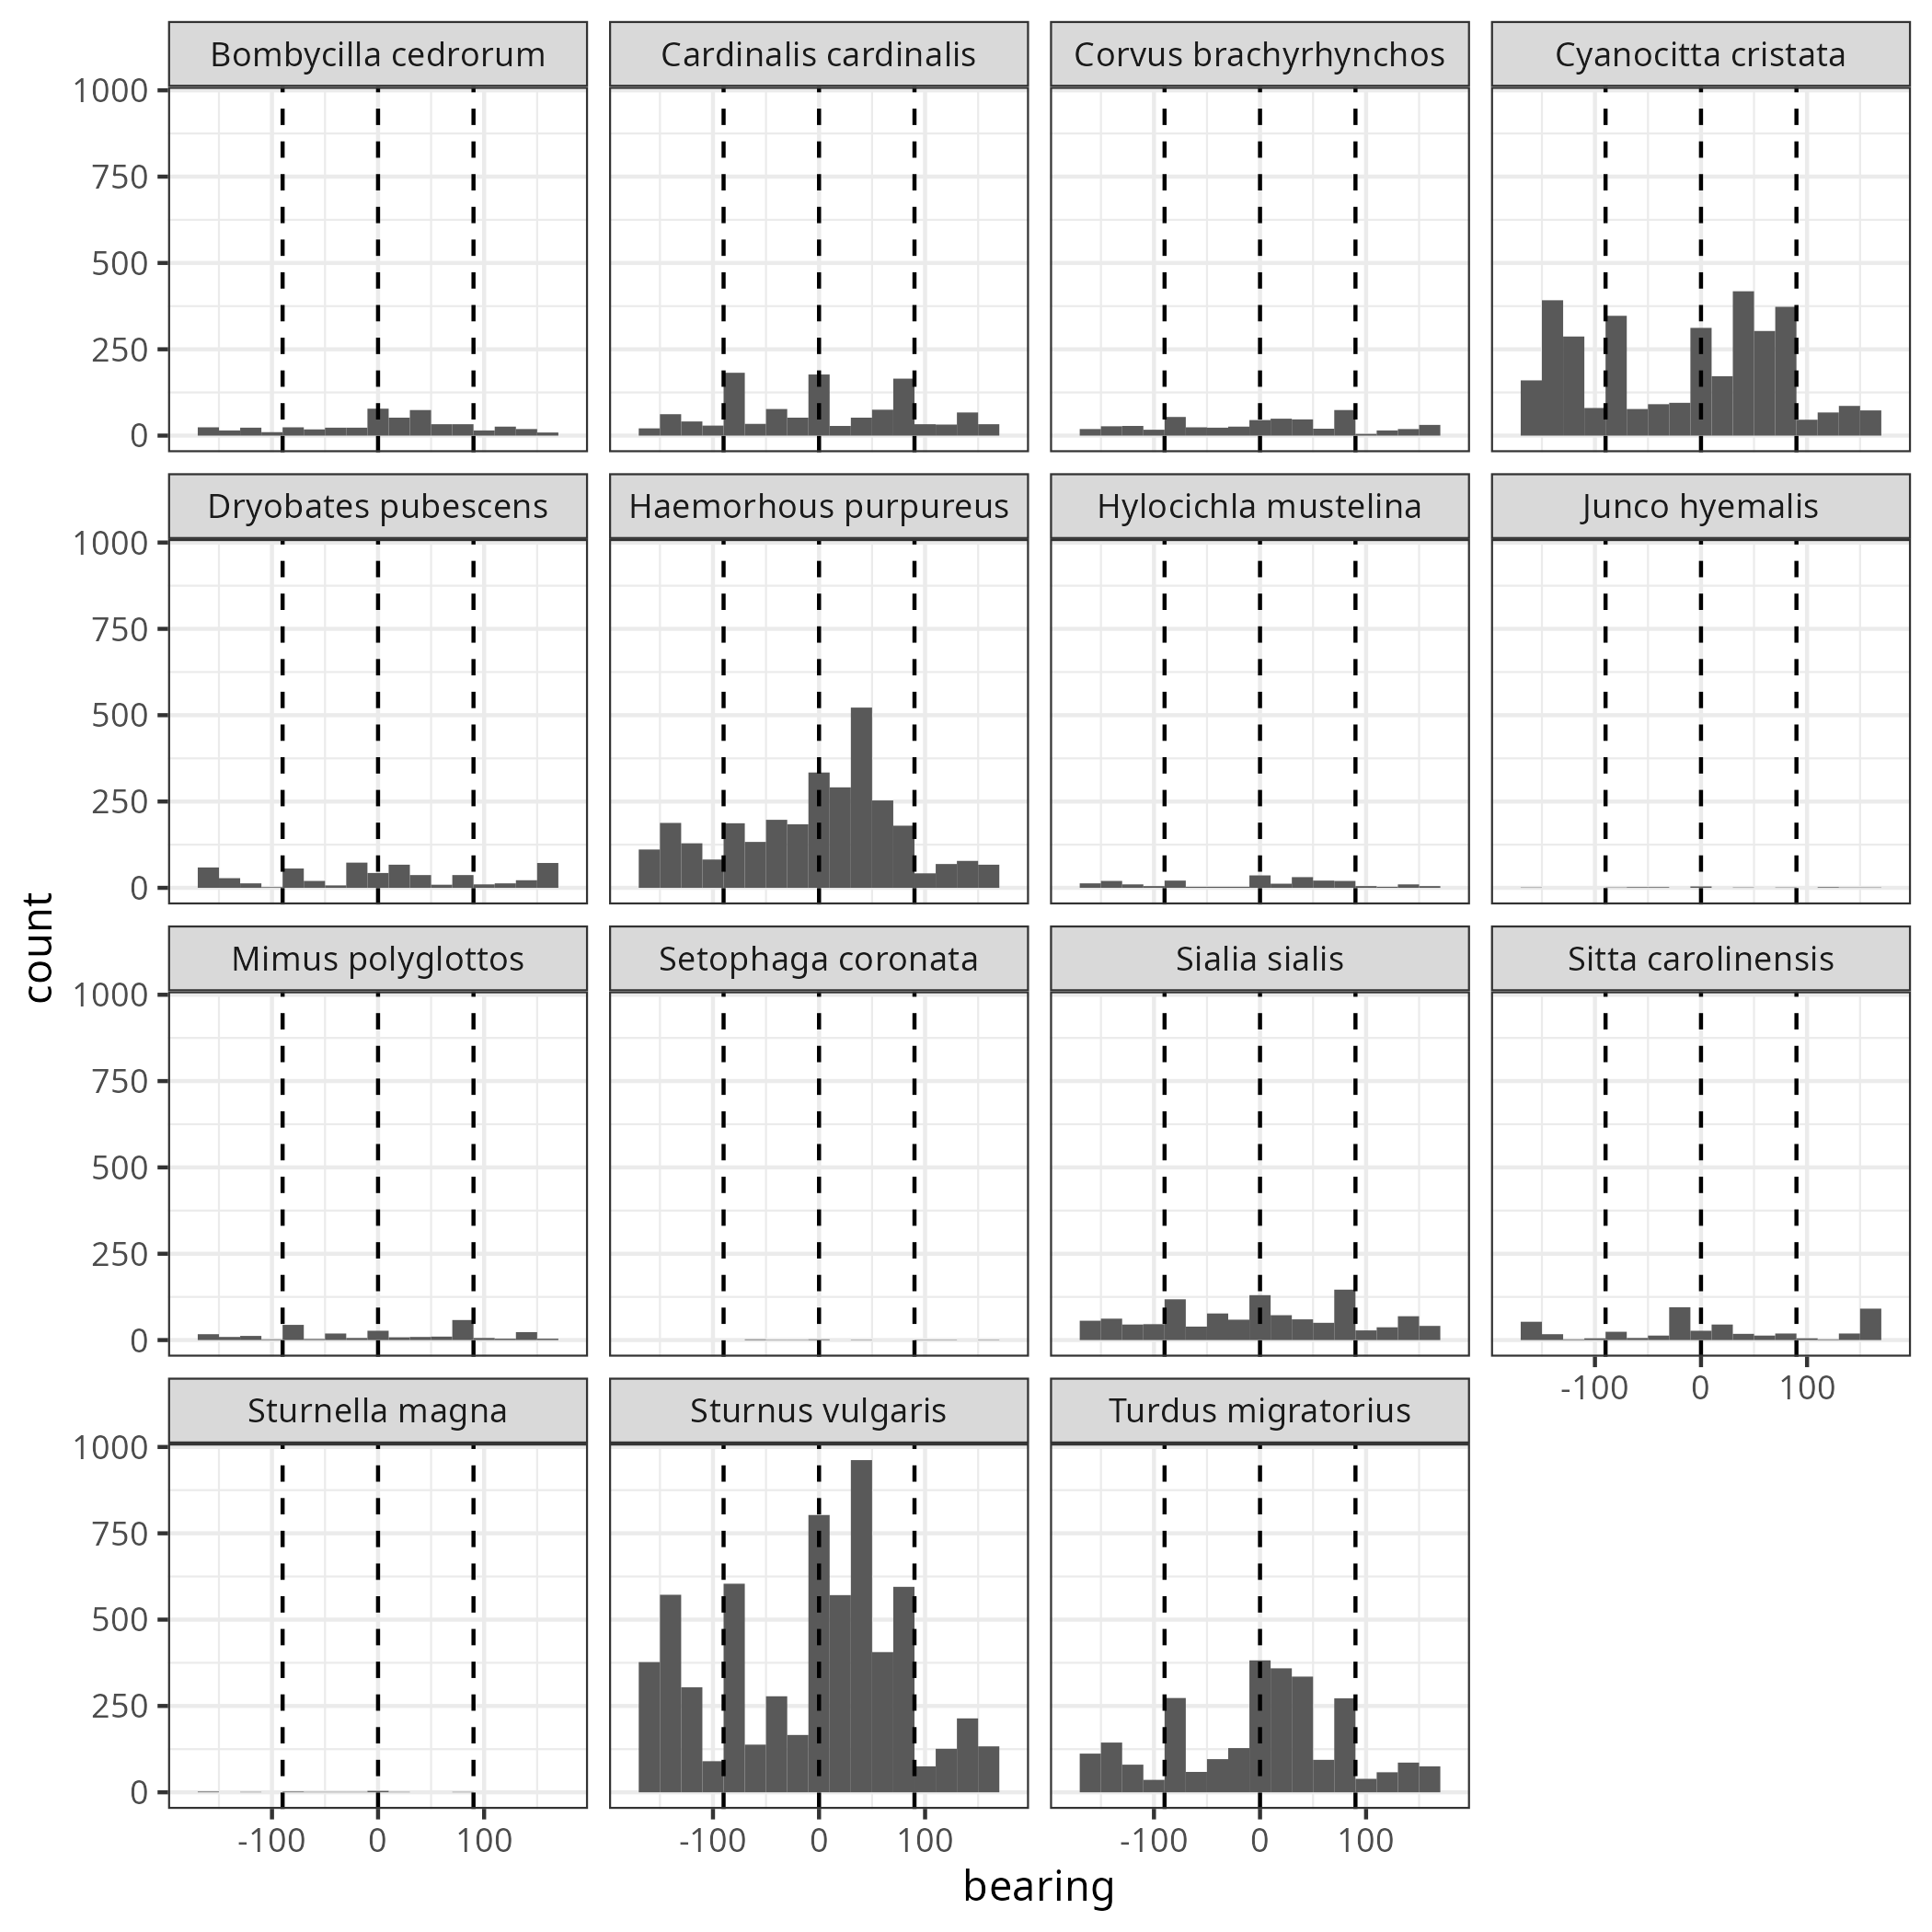 Bombycilla cedrorum Cardinalis cardinalis Corvus brachyrhynchos Cyanocitta cristata
1000
750
500
250
0
Dryobates pubescens Haemorhous purpureus Hylocichla mustelina Junco hyemalis
1000
750
500
250
0
count
Mimus polyglottos Setophaga coronata Sialia sialis Sitta carolinensis
1000
750
500
250
0
-100 0 100
Sturnella magna Sturnus vulgaris Turdus migratorius
1000
750
500
250
0
-100 0 100 -100 0 100 -100 0 100
bearing